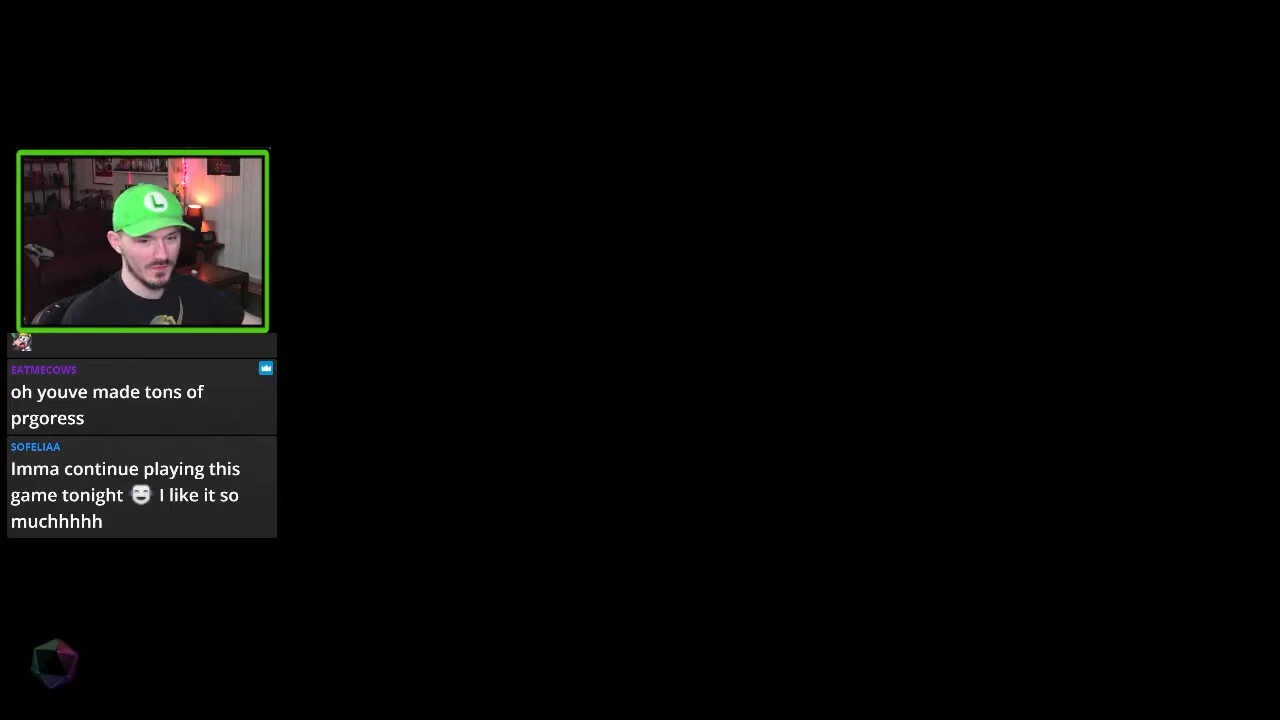 L
EATMECOWS
oh youve made tons of
prgoress
SOFELIAA
Imma continue playing this
game tonight I like it so
muchhhhh